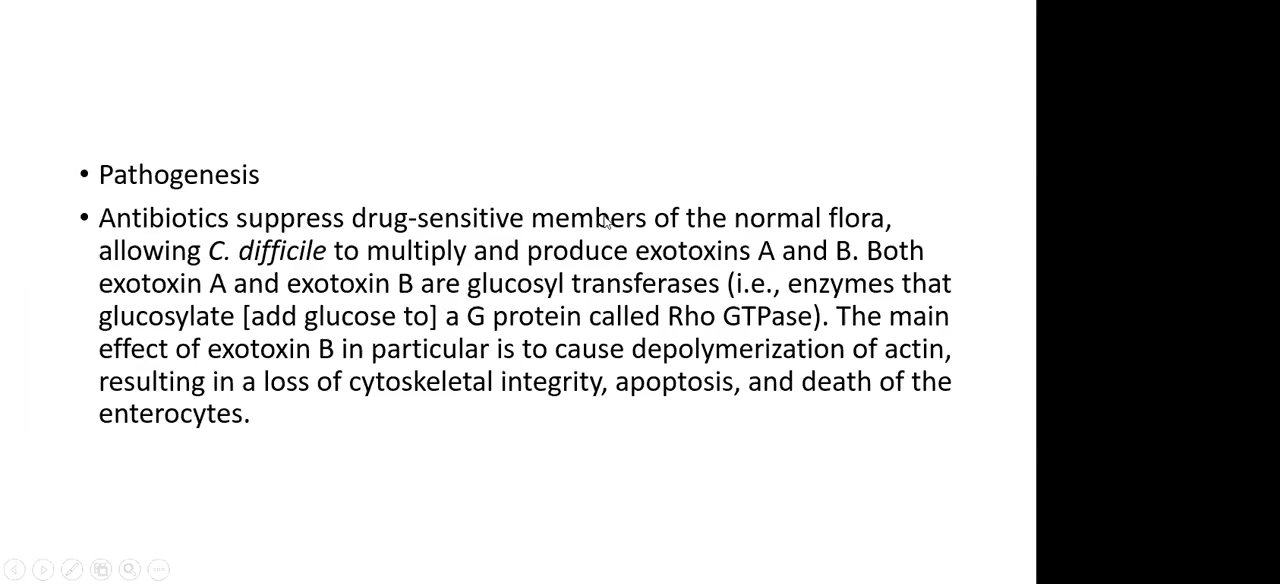 • Pathogenesis
• Antibiotics suppress drug-sensitive members of the normal flora,
allowing C. difficile to multiply and produce exotoxins A and B. Both
exotoxin A and exotoxin B are glucosyl transferases (i.e., enzymes that
glucosylate [add glucose to] a G protein called Rho GTPase). The main
effect of exotoxin B in particular is to cause depolymerization of actin,
resulting in a loss of cytoskeletal integrity, apoptosis, and death of the
enterocytes.